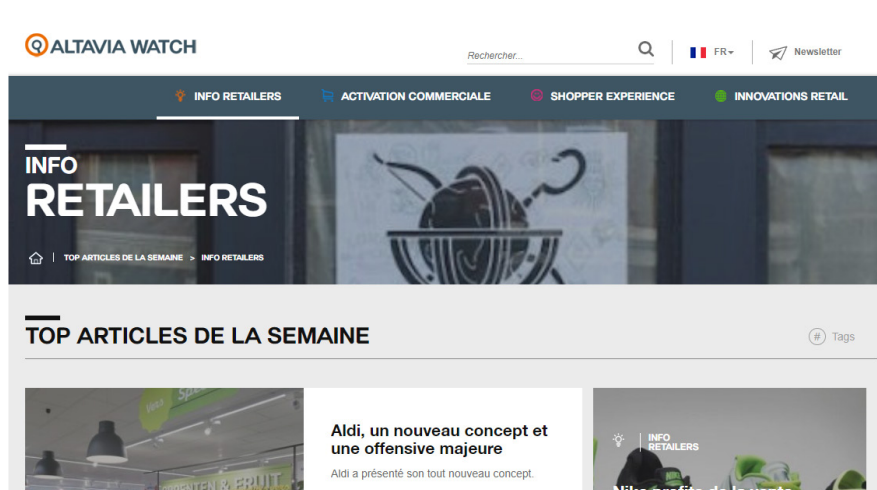 ALTAVIA WATCH
Rechercher...
FR
Newsletter
INFO RETAILERS
ACTIVATION COMMERCIALE
SHOPPER EXPERIENCE
INNOVATIONS RETAIL
INFO
RETAILERS
TOP ARTICLES DE LA SEMAINE > INFO RETAILERS
TOP ARTICLES DE LA SEMAINE
# Tags
Aldi, un nouveau concept et
une offensive majeure
Aldi a présenté son tout nouveau concept.
INFO
RETAILERS